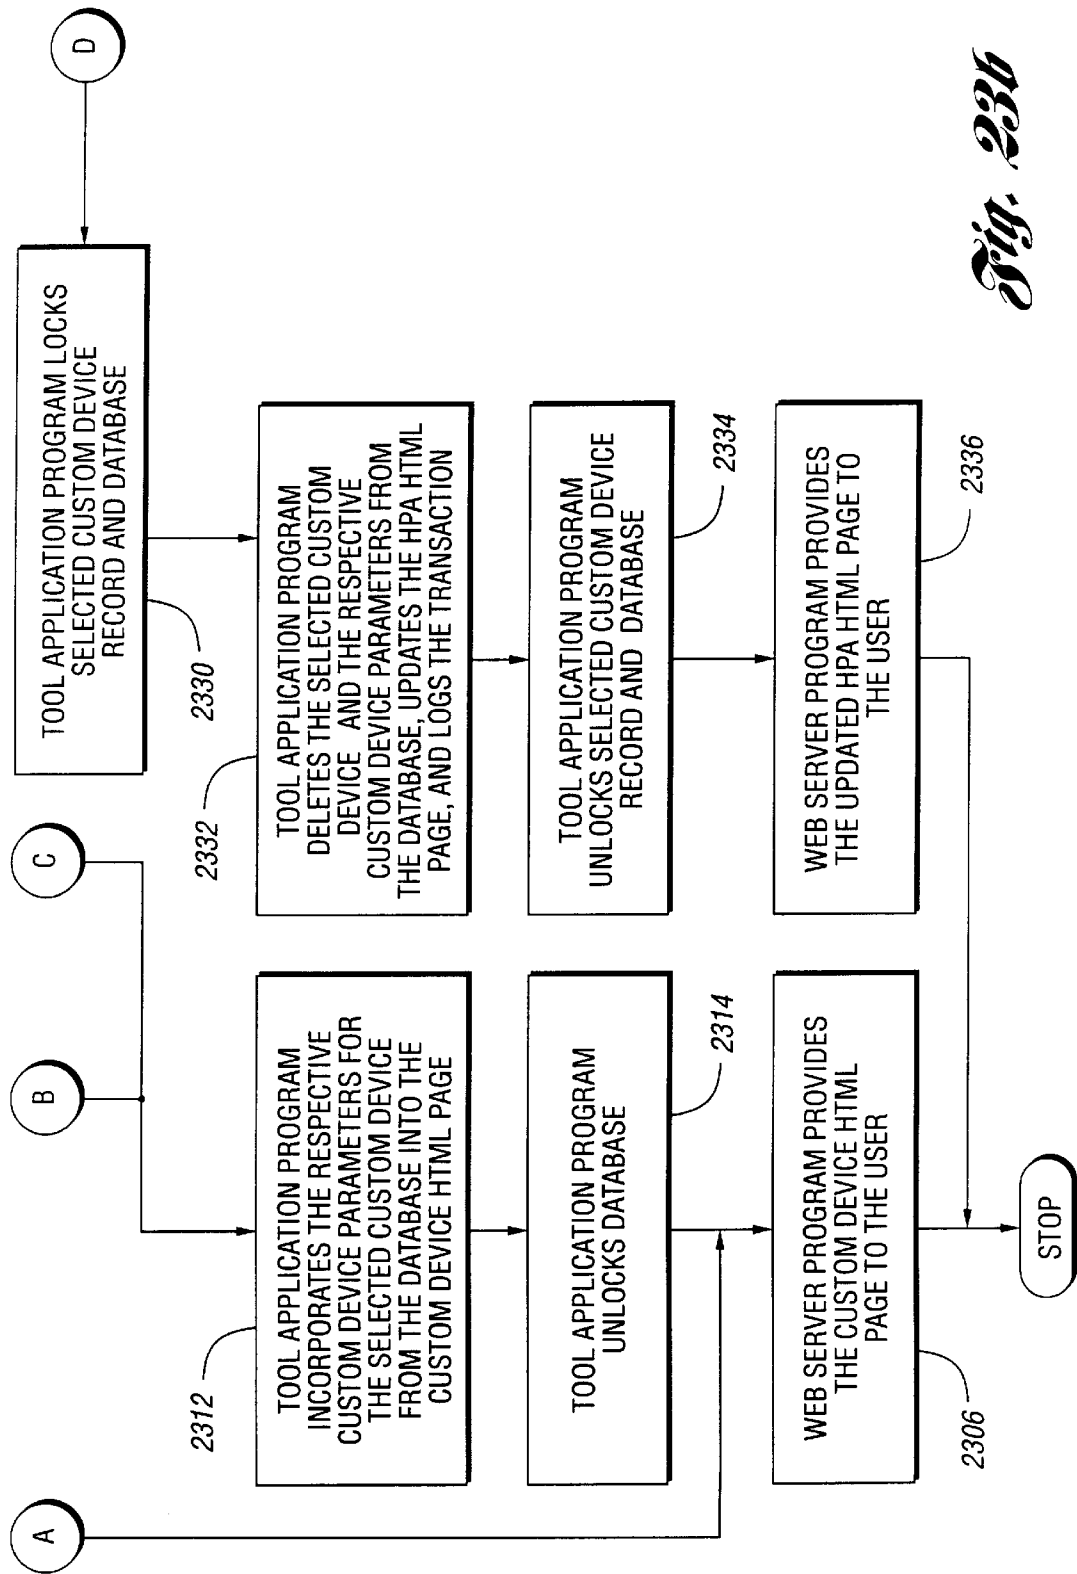 A
B
C
D
TOOL APPLICATION PROGRAM LOCKS
SELECTED CUSTOM DEVICE
RECORD AND DATABASE
2330
2312
TOOL APPLICATION PROGRAM
INCORPORATES THE RESPECTIVE
CUSTOM DEVICE PARAMETERS FOR
THE SELECTED CUSTOM DEVICE
FROM THE DATABASE INTO THE
CUSTOM DEVICE HTML PAGE
2332
TOOL APPLICATION PROGRAM
DELETES THE SELECTED CUSTOM
DEVICE AND THE RESPECTIVE
CUSTOM DEVICE PARAMETERS FROM
THE DATABASE, UPDATES THE HPA HTML
PAGE, AND LOGS THE TRANSACTION
TOOL APPLICATION PROGRAM
UNLOCKS DATABASE
2314
TOOL APPLICATION PROGRAM
UNLOCKS SELECTED CUSTOM DEVICE
RECORD AND DATABASE
2334
WEB SERVER PROGRAM PROVIDES
THE CUSTOM DEVICE HTML
PAGE TO THE USER
2306
WEB SERVER PROGRAM PROVIDES
THE UPDATED HPA HTML PAGE TO
THE USER
2336
STOP
Fig. 23b